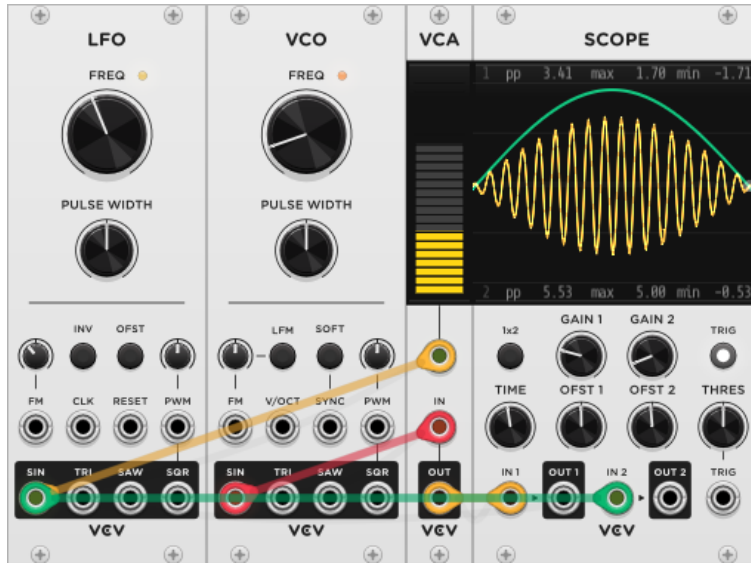 LFO VCO VCA SCOPE
FREQ FREQ 1 pp 3.41 max 1.70 min -1.71
PULSE WIDTH PULSE WIDTH
2 pp 5.53 max 5.00 min -0.53
INV OFST LFM SOFT 1x2 GAIN 1 GAIN 2 TRIG
FM CLK RESET PWM FM V/OCT SYNC PWM IN TIME OFST 1 OFST 2 THRES
SIN TRI SAW SQR SIN TRI SAW SQR OUT IN 1 OUT 1 IN 2 OUT 2 TRIG
VCV VCV VCV VCV